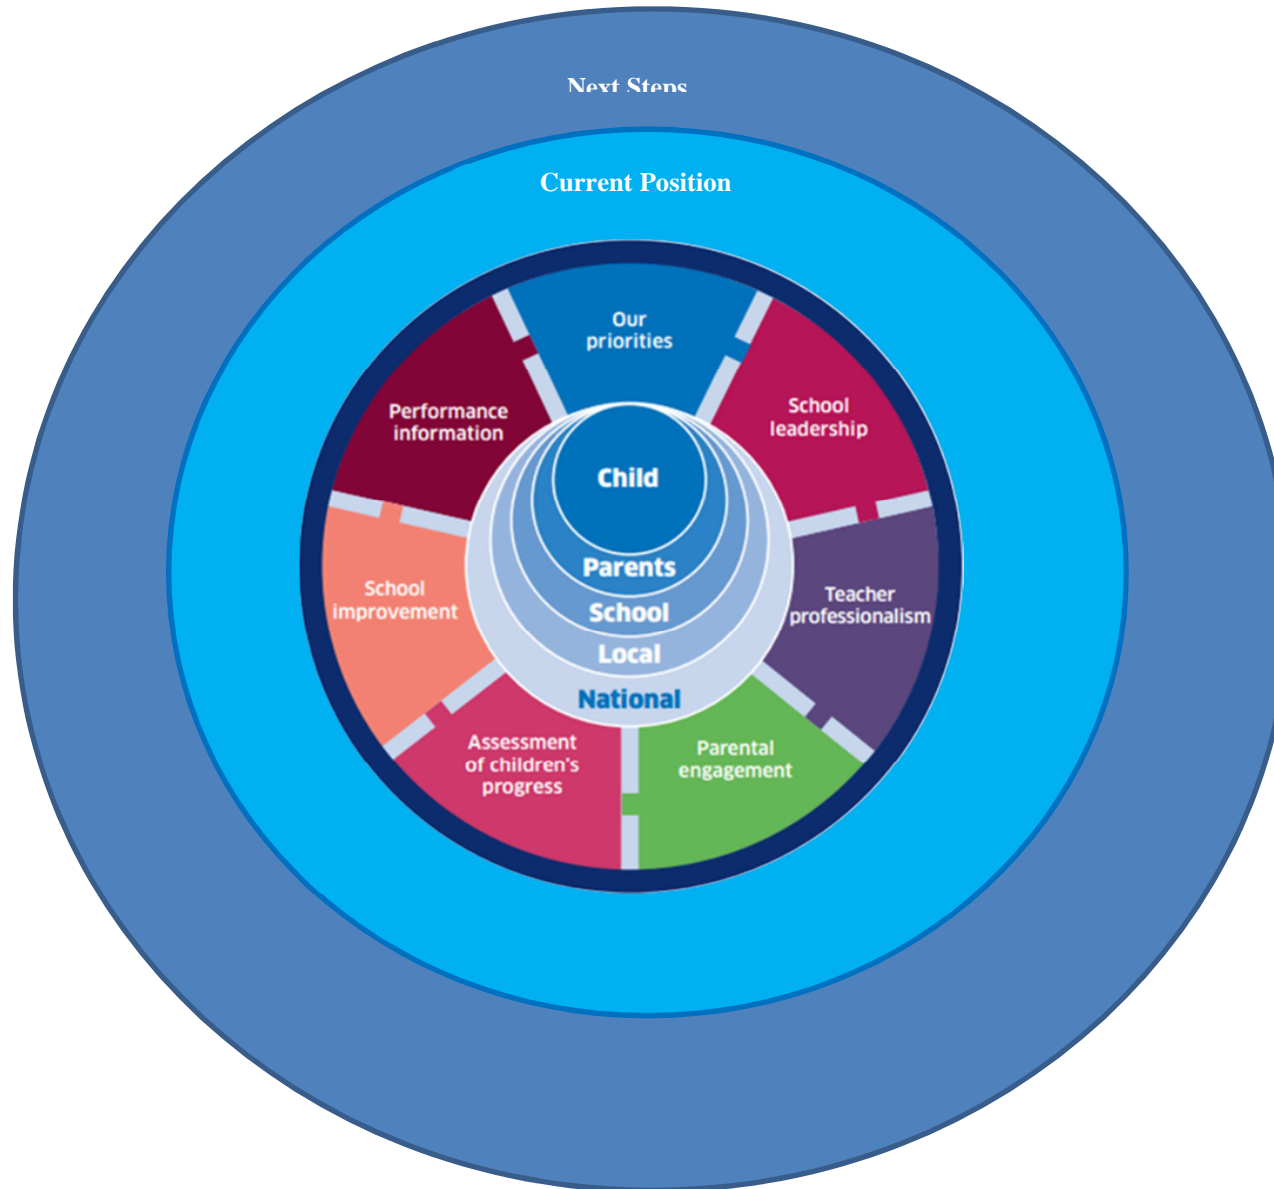 Next Steps
Current Position
Our
priorities
School
leadership
Teacher
professionalism
Parental
engagement
Assessment
of children's
progress
School
improvement
Performance
information
Child
Parents
School
Local
National